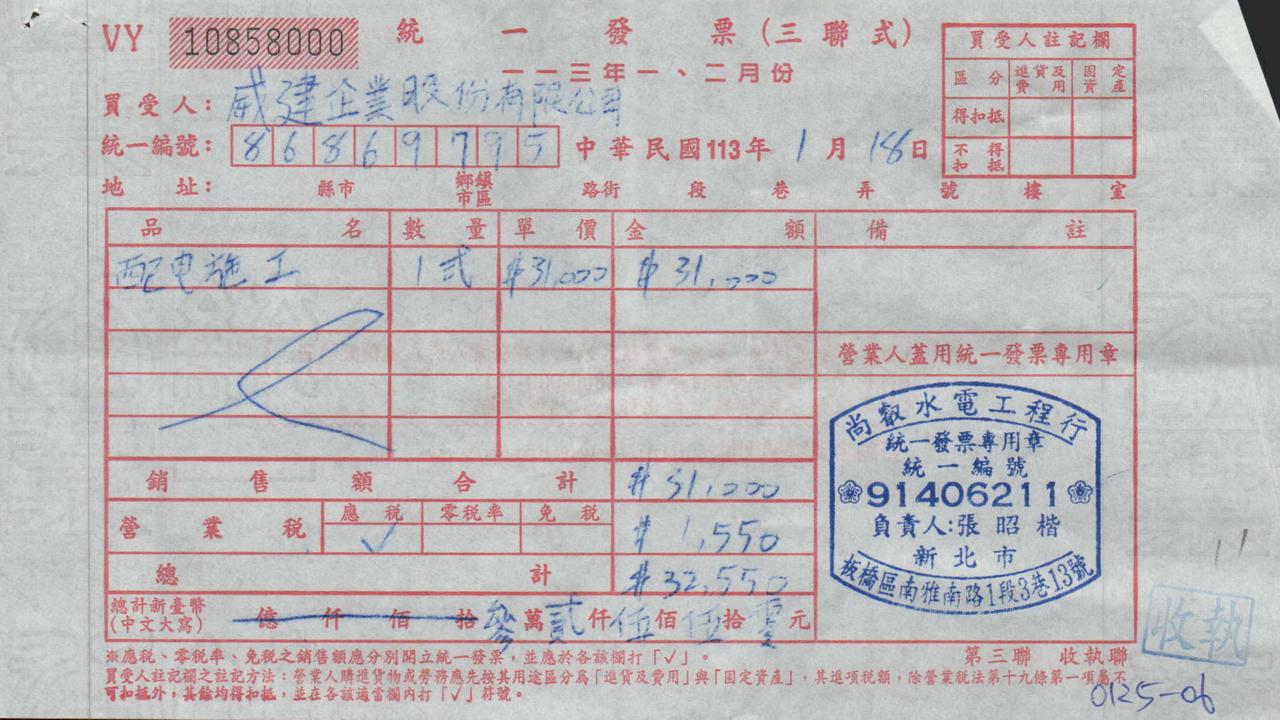 VY 10858000 統一發票(三聯式)
一一三年一、二月份
買受人: 威建企業股份有限公司
統一編號: 86869795 中華民國113年 1月 18日
地址: 縣市 鄉鎮市區 路街 段 巷 弄 號 樓 室
買受人註記欄
區分 進貨及費用 固定資產
得扣抵
不得扣抵
品名 數量 單價 金額 備註
配电施工 1式 $31,000 $31,000
營業人蓋用統一發票專用章
尚叡水電工程行
統一發票專用章
統一編號
91406211
負責人:張昭楷
新北市
板橋區南雅南路1段3巷13號
銷售額合計 $31,000
營業稅 應稅 ✓ 零稅率 免稅 $1,550
總計 $32,550
總計新臺幣
(中文大寫) 億仟佰拾參萬貳仟伍佰伍拾零元
※應稅、零稅率、免稅之銷售額應分別開立統一發票,並應於各該欄打「✓」。
第三聯 收執聯
收執
買受人註記欄之註記方法:營業人購進貨物或勞務應先按其用途區分為「進貨及費用」與「固定資產」,其進項稅額,除營業稅法第十九條第一項屬不
可扣抵外,其餘均得扣抵,並在各該適當欄內打「✓」符號。
0125-06